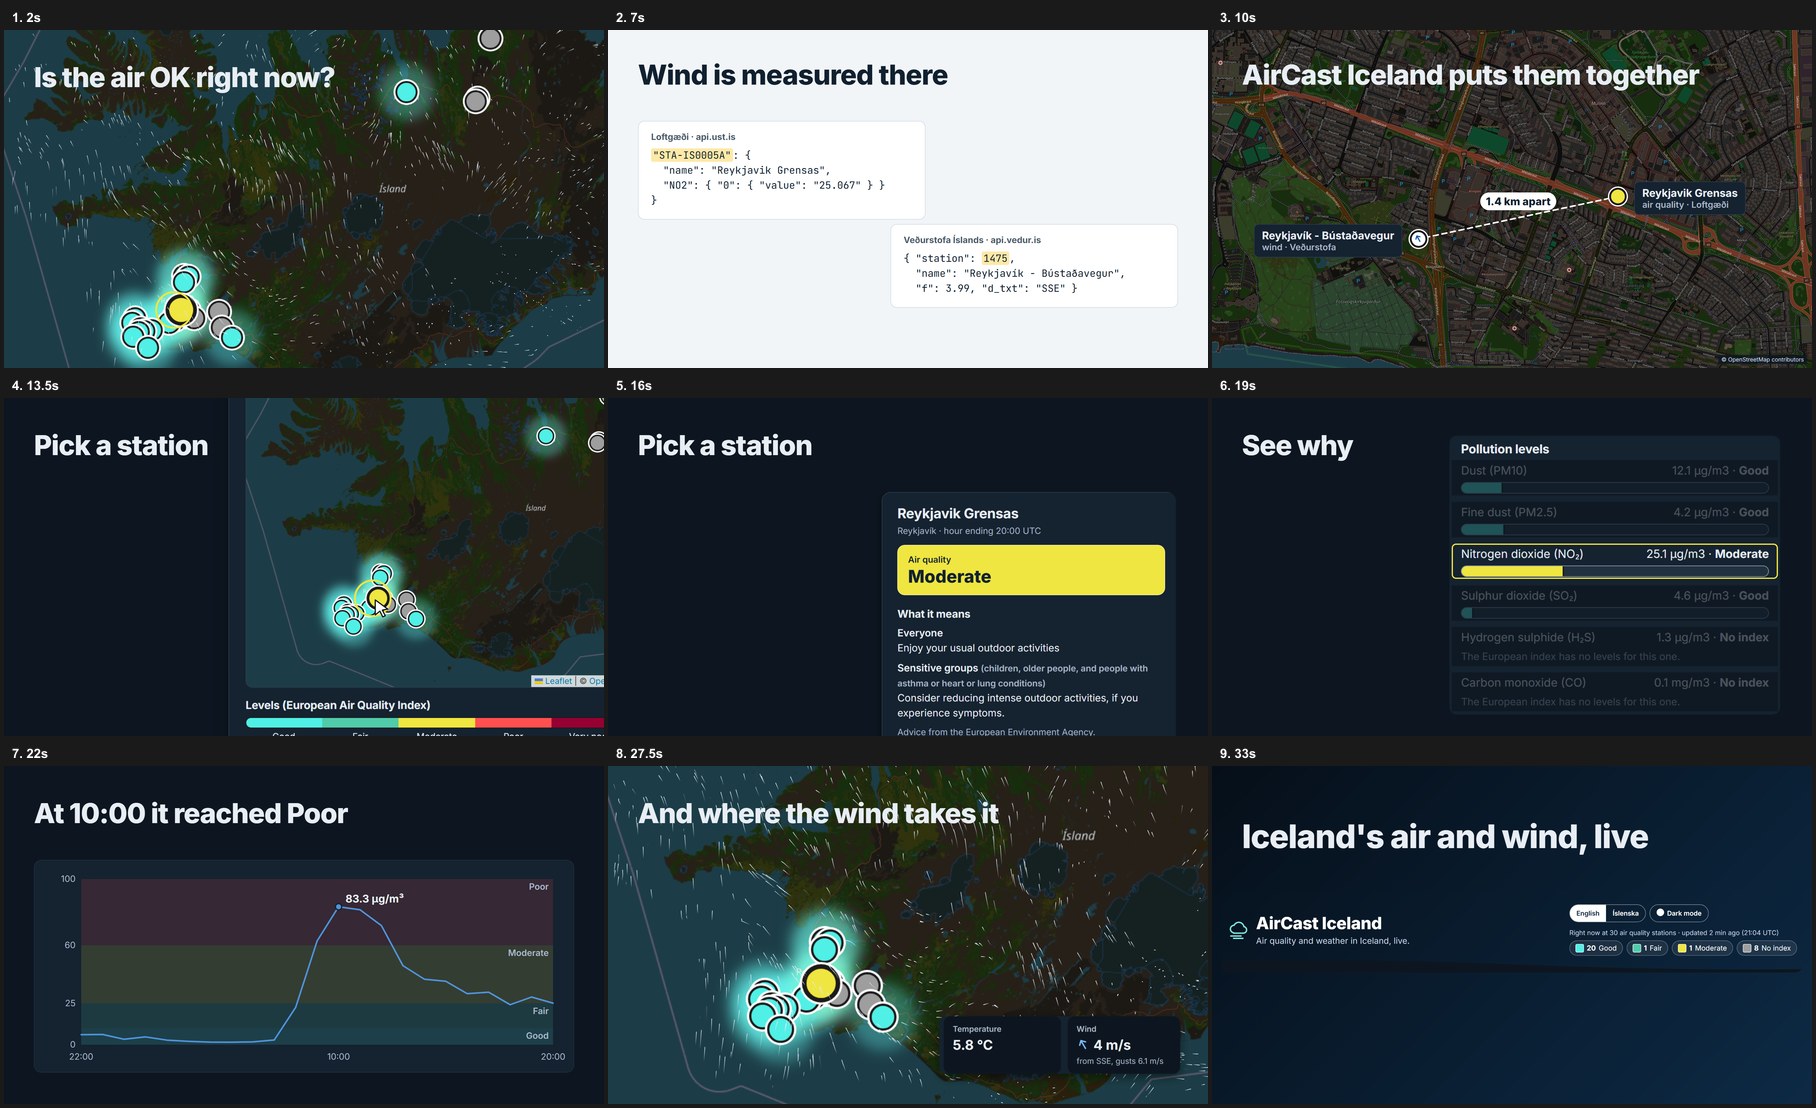 1. 2s
Is the air OK right now?
Ísland
2. 7s
Wind is measured there
Loftgæði · api.ust.is
"STA-IS0005A": {
"name": "Reykjavik Grensas",
"NO2": { "0": { "value": "25.067" } }
}
Veðurstofa Íslands · api.vedur.is
{ "station": 1475,
"name": "Reykjavík - Bústaðavegur",
"f": 3.99, "d_txt": "SSE" }
3. 10s
AirCast Iceland puts them together
1.4 km apart
Reykjavik Grensas
air quality · Loftgæði
Reykjavík - Bústaðavegur
wind · Veðurstofa
© OpenStreetMap contributors
4. 13.5s
Pick a station
Ísland
Leaflet | © Ope
Levels (European Air Quality Index)
Good Fair Moderate Poor Very poo
5. 16s
Pick a station
Reykjavik Grensas
Reykjavík · hour ending 20:00 UTC
Air quality
Moderate
What it means
Everyone
Enjoy your usual outdoor activities
Sensitive groups (children, older people, and people with
asthma or heart or lung conditions)
Consider reducing intense outdoor activities, if you
experience symptoms.
Advice from the European Environment Agency.
6. 19s
See why
Pollution levels
Dust (PM10) 12.1 µg/m3 · Good
Fine dust (PM2.5) 4.2 µg/m3 · Good
Nitrogen dioxide (NO₂) 25.1 µg/m3 · Moderate
Sulphur dioxide (SO₂) 4.6 µg/m3 · Good
Hydrogen sulphide (H₂S) 1.3 µg/m3 · No index
The European index has no levels for this one.
Carbon monoxide (CO) 0.1 mg/m3 · No index
The European index has no levels for this one.
7. 22s
At 10:00 it reached Poor
100
83.3 µg/m³
Poor
60
Moderate
25
Fair
Good
0
22:00 10:00 20:00
8. 27.5s
And where the wind takes it
Ísland
Temperature
5.8 °C
Wind
4 m/s
from SSE, gusts 6.1 m/s
9. 33s
Iceland's air and wind, live
AirCast Iceland
Air quality and weather in Iceland, live.
English Íslenska Dark mode
Right now at 30 air quality stations · updated 2 min ago (21:04 UTC)
20 Good 1 Fair 1 Moderate 8 No index